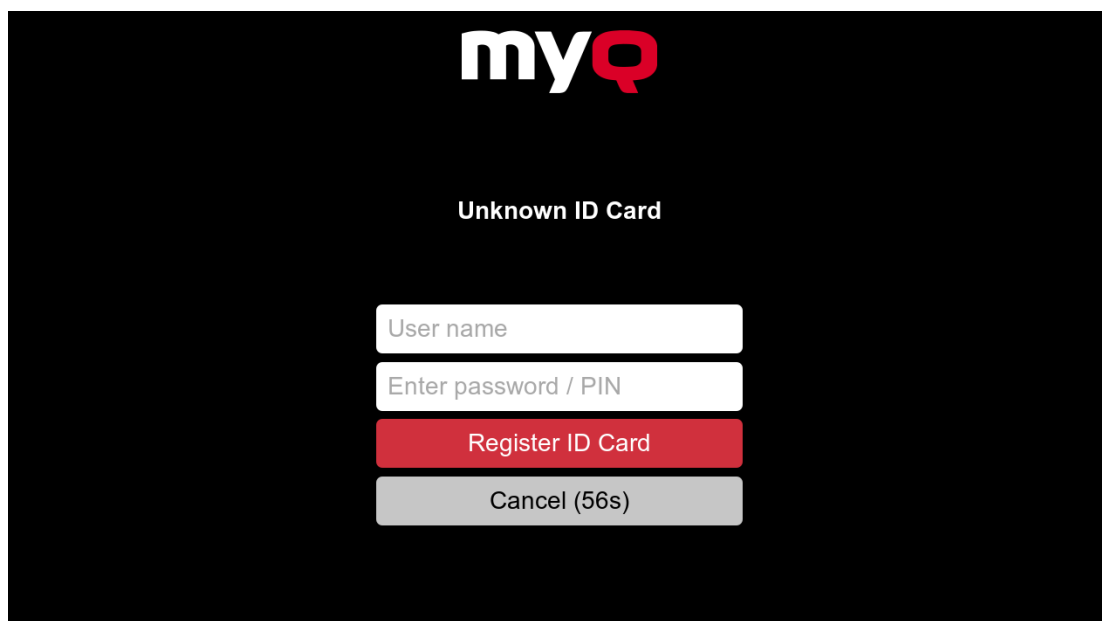 myQ
Unknown ID Card
User name
Enter password / PIN
Register ID Card
Cancel (56s)